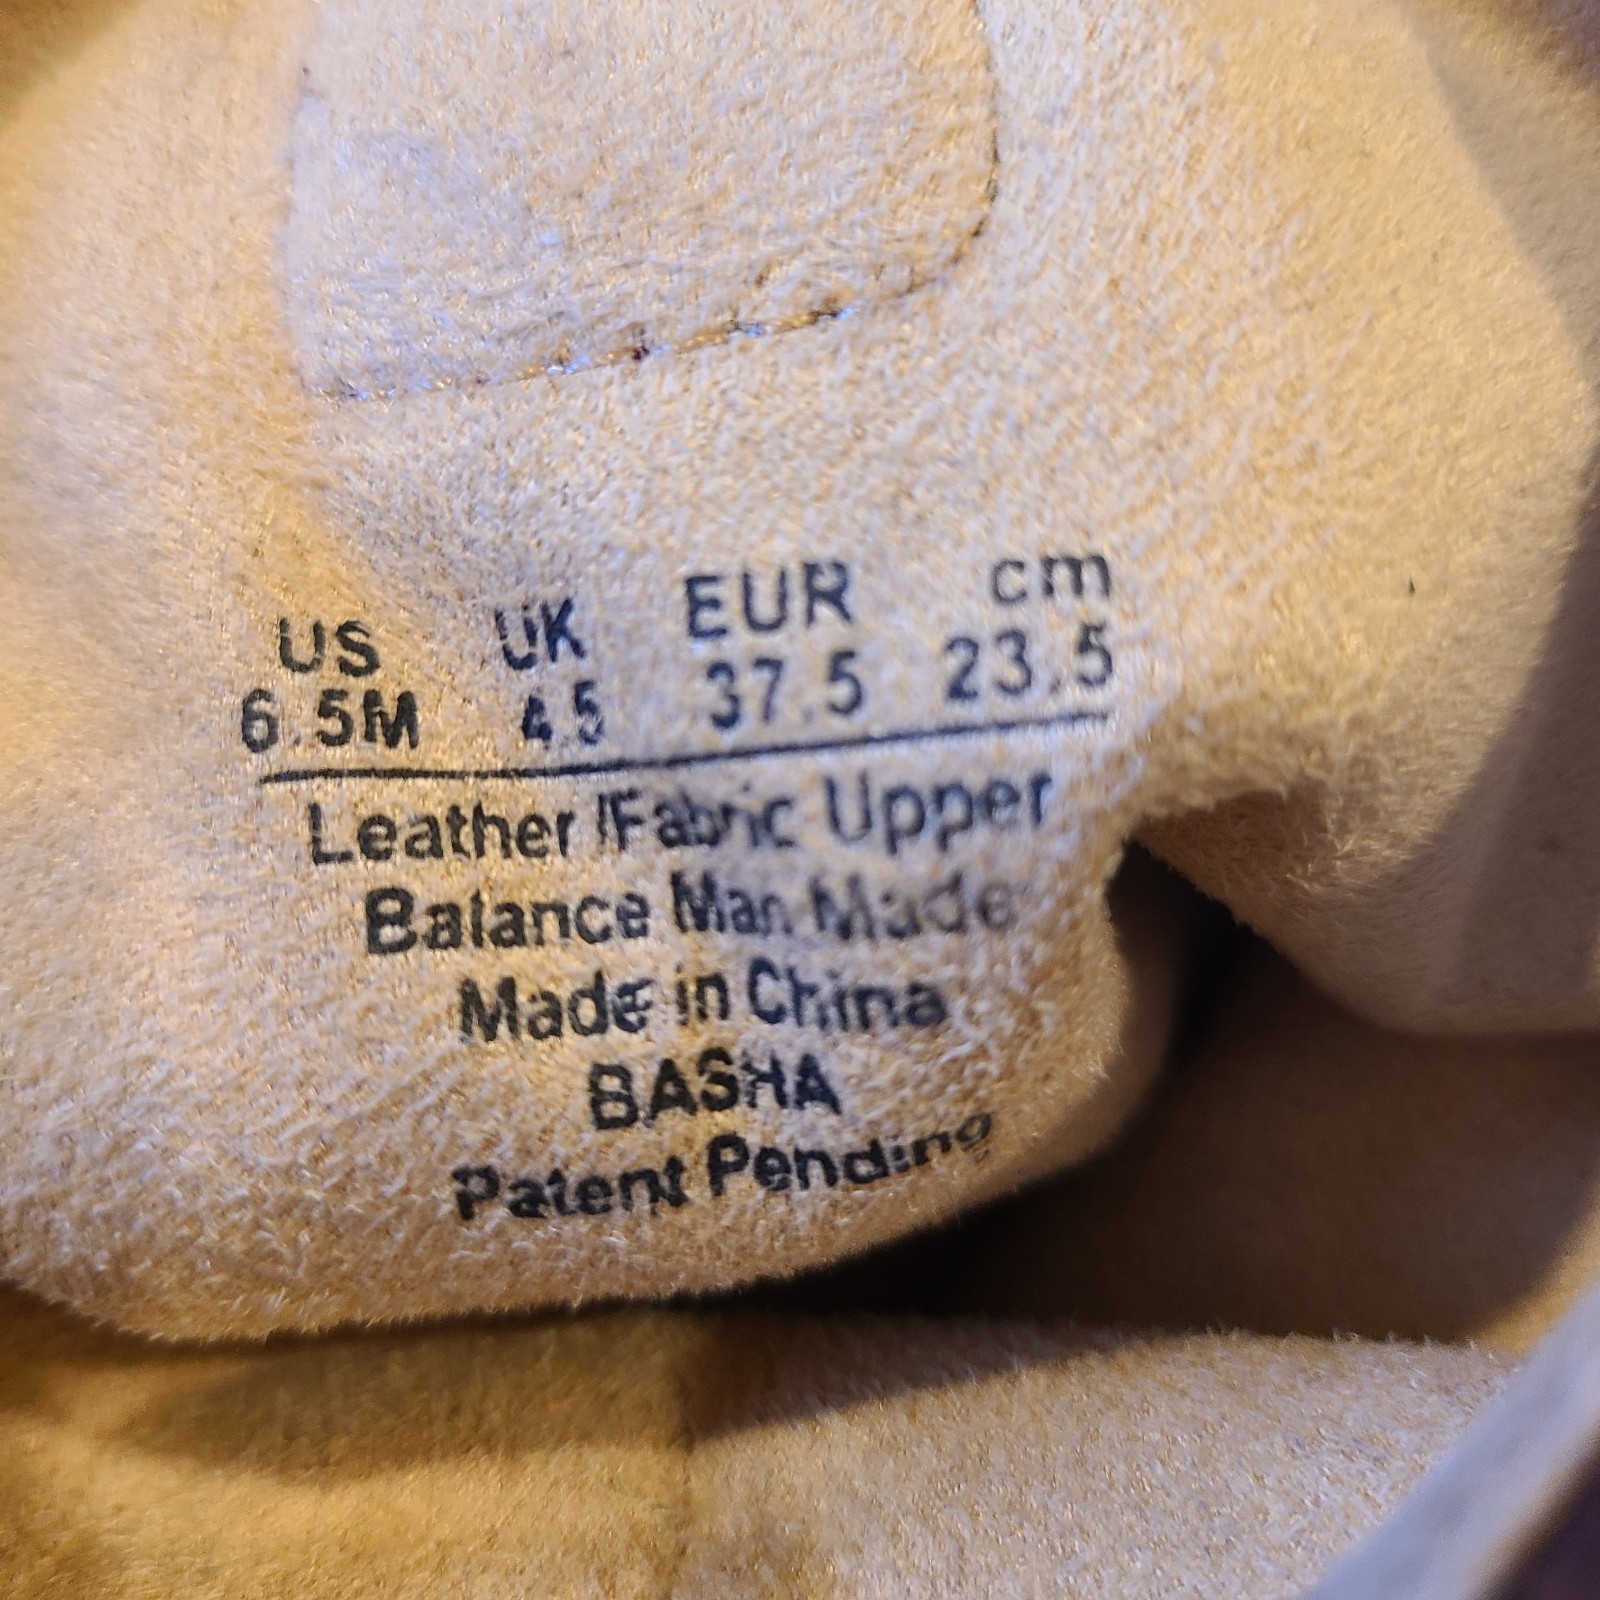 US UK EUR cm
6.5M 4.5 37.5 23.5
Leather /Fabric Upper
Balance Man Made
Made in China
BASHA
Patent Pending